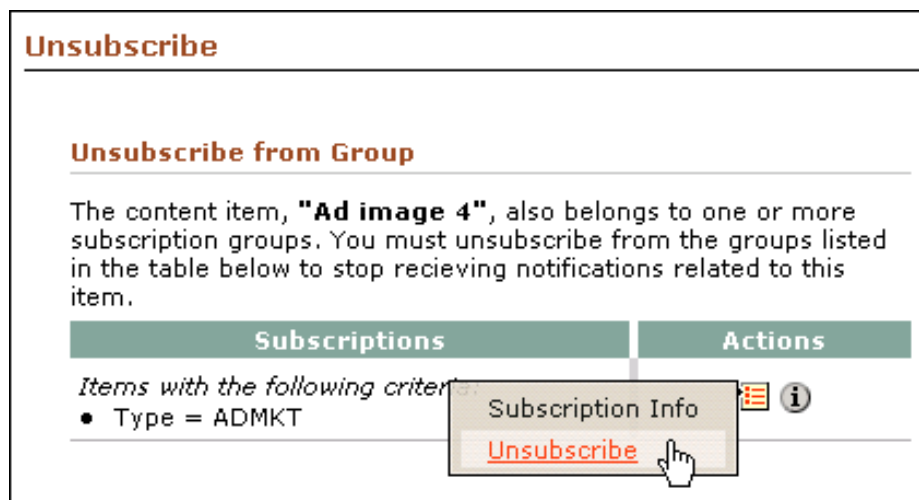 Unsubscribe
Unsubscribe from Group
The content item, "Ad image 4", also belongs to one or more
subscription groups. You must unsubscribe from the groups listed
in the table below to stop recieving notifications related to this
item.
Subscriptions Actions
Items with the following criteria:
• Type = ADMKT
Subscription Info
Unsubscribe